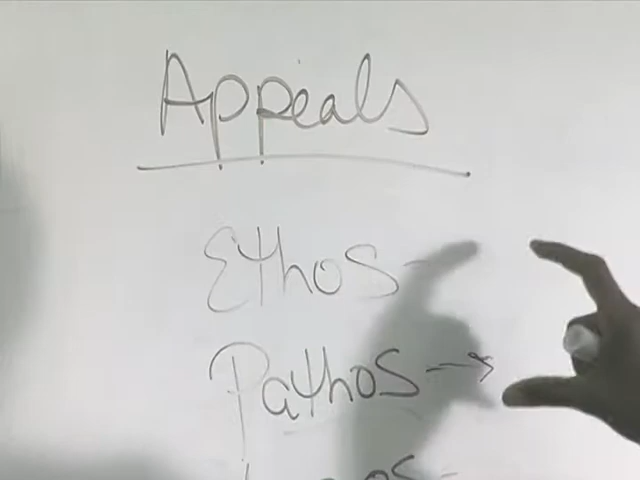 Appeals
Ethos -
Pathos →